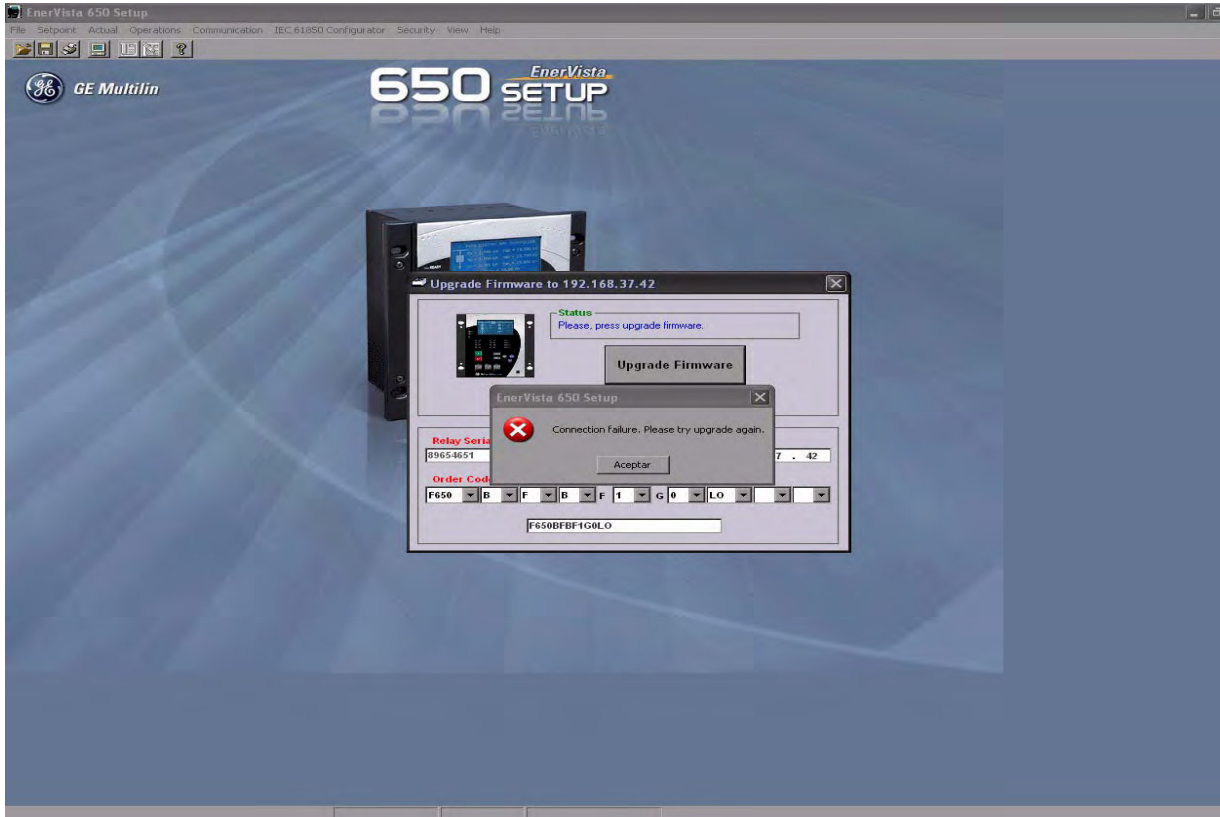 EnerVista 650 Setup
File Setpoint Actual Operations Communication IEC 61850 Configurator Security View Help
GE Multilin
650 EnerVista SETUP
Upgrade Firmware to 192.168.37.42
Status
Please, press upgrade firmware.
Upgrade Firmware
EnerVista 650 Setup
Connection failure. Please try upgrade again.
Aceptar
Relay Seria
89654651
7 . 42
Order Cod
F650 B F B F 1 G 0 LO
F650BFBF1G0LO